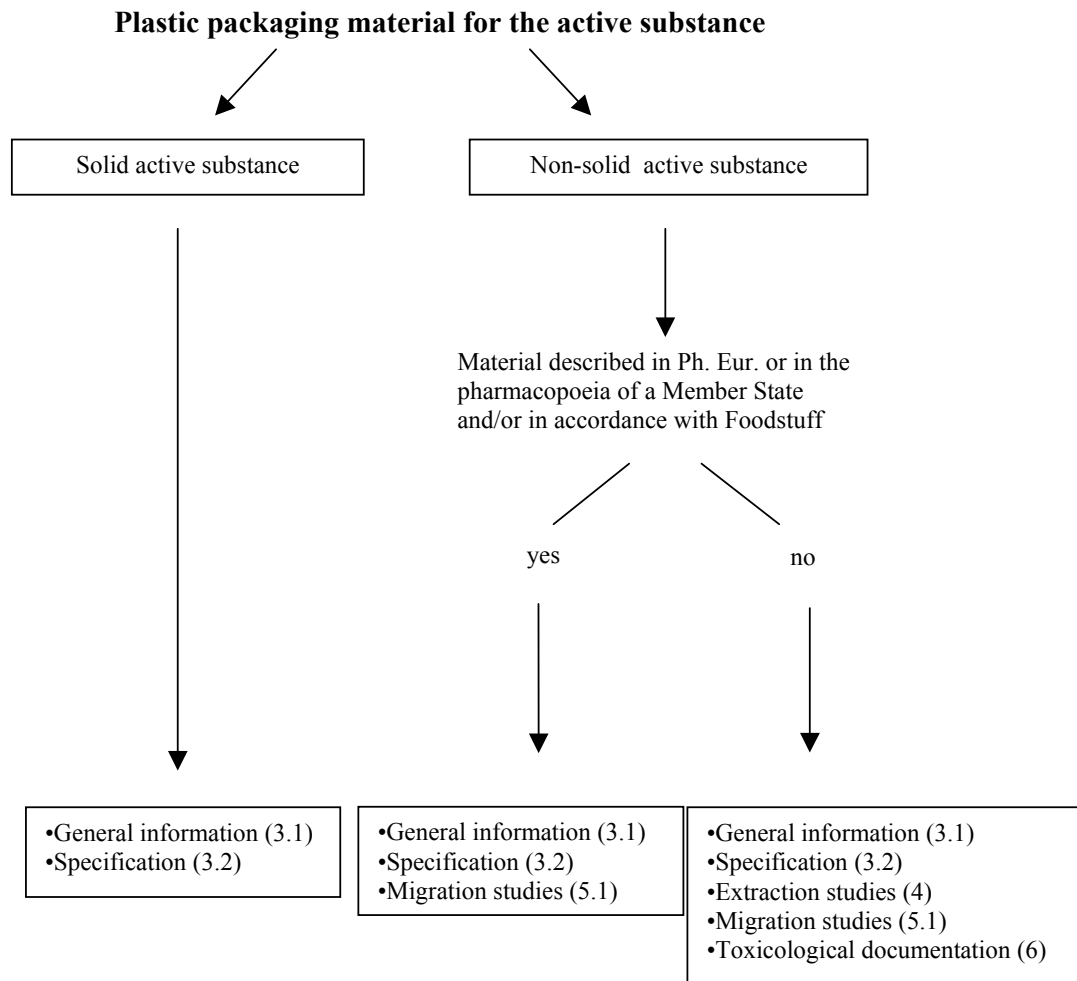 Plastic packaging material for the active substance
Solid active substance
Non-solid active substance
Material described in Ph. Eur. or in the
pharmacopoeia of a Member State
and/or in accordance with Foodstuff
yes
no
•General information (3.1)
•Specification (3.2)
•General information (3.1)
•Specification (3.2)
•Migration studies (5.1)
•General information (3.1)
•Specification (3.2)
•Extraction studies (4)
•Migration studies (5.1)
•Toxicological documentation (6)